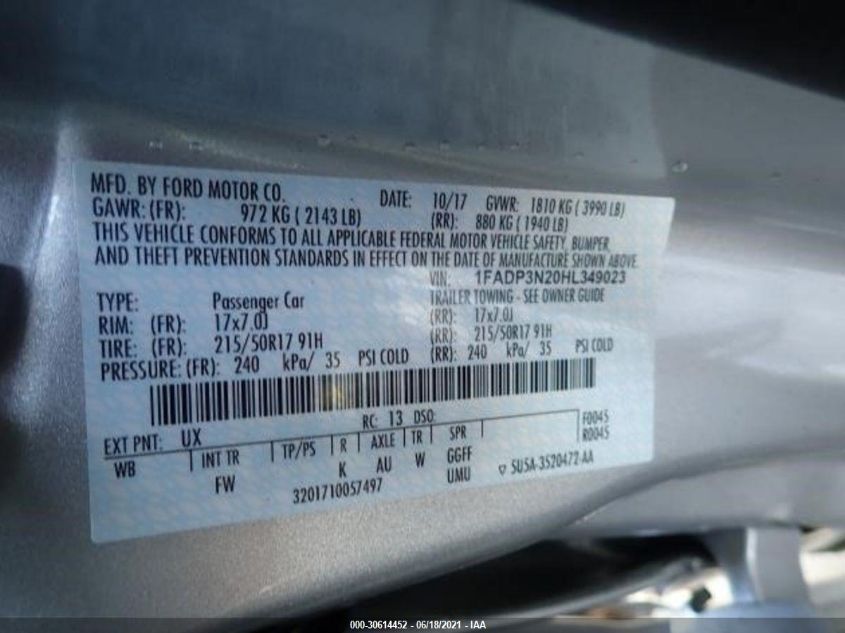 MFD. BY FORD MOTOR CO. DATE: 10/17 GVWR: 1810 KG ( 3990 LB)
GAWR: (FR): 972 KG ( 2143 LB) (RR): 880 KG ( 1940 LB)
THIS VEHICLE CONFORMS TO ALL APPLICABLE FEDERAL MOTOR VEHICLE SAFETY, BUMPER,
AND THEFT PREVENTION STANDARDS IN EFFECT ON THE DATE OF MANUFACTURE SHOWN ABOVE.
VIN: 1FADP3N20HL349023
TYPE: Passenger Car TRAILER TOWING - SEE OWNER GUIDE
RIM: (FR): 17x7.0J (RR): 17x7.0J
TIRE: (FR): 215/50R17 91H (RR): 215/50R17 91H
PRESSURE: (FR): 240 kPa/ 35 PSI COLD (RR): 240 kPa/ 35 PSI COLD
RC: 13 DSO: F0045
EXT PNT: UX R0045
WB INT TR TP/PS R AXLE TR SPR
FW K AU W GGFF
UMU
3201710057497 SU5A-3520472-AA
000-30614452 - 06/18/2021 - IAA